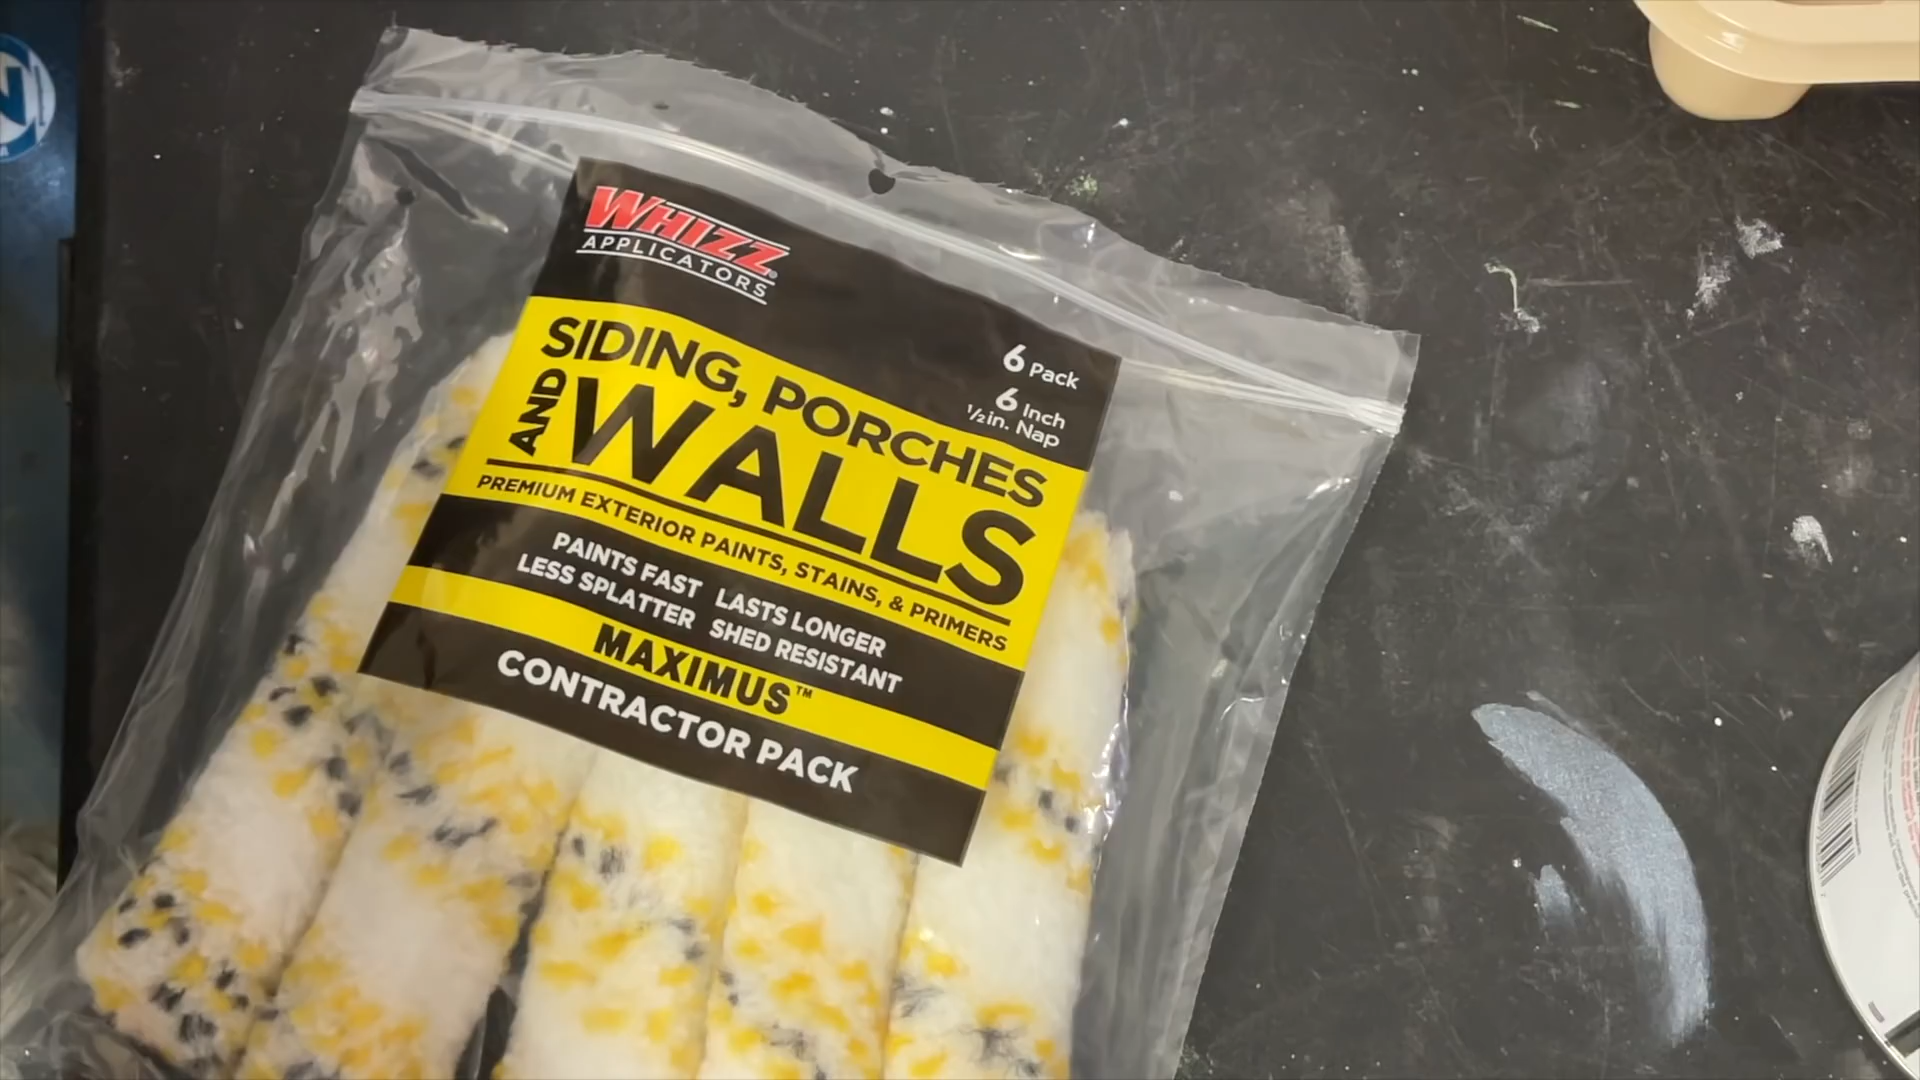 WHIZZ®
APPLICATORS
6 Pack
6 Inch
1/2in. Nap
SIDING, PORCHES
AND WALLS
PREMIUM EXTERIOR PAINTS, STAINS, & PRIMERS
PAINTS FAST LASTS LONGER
LESS SPLATTER SHED RESISTANT
MAXIMUS™
CONTRACTOR PACK